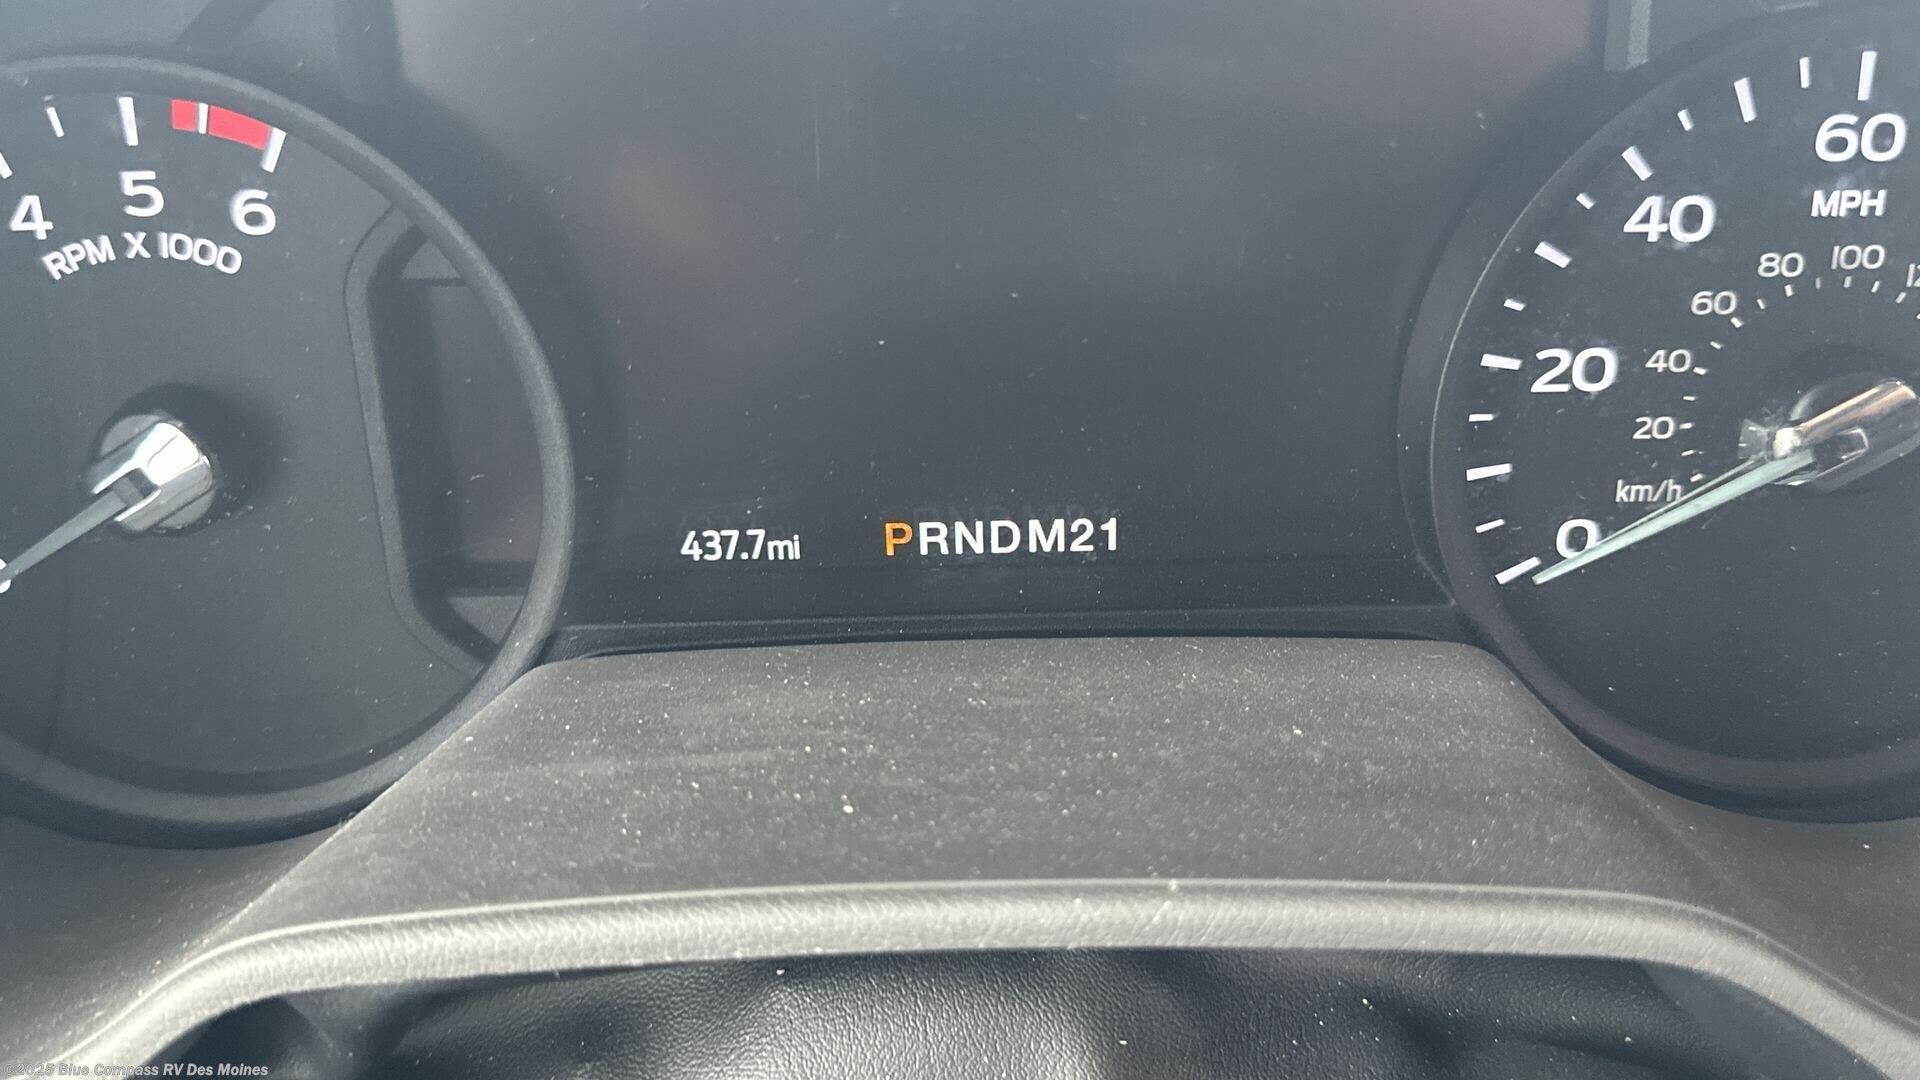 4 5 6
RPM X 1000
437.7mi PRNDM21
0 20 40 60
MPH
20 40 60 80 100
km/h
©2025 Blue Compass RV Des Moines